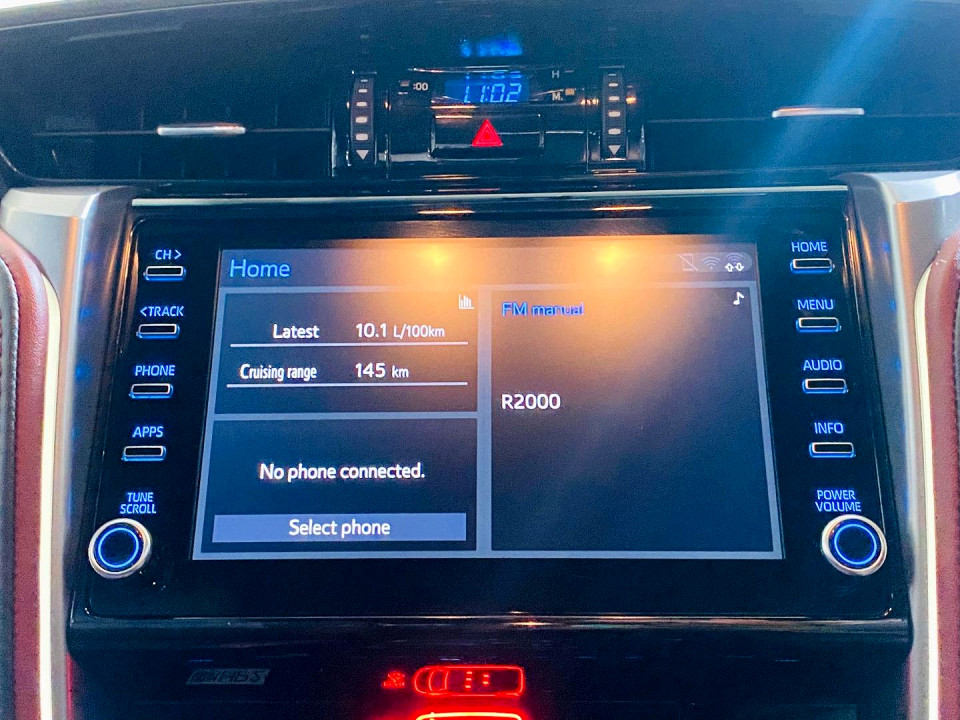 :00
11:02
H
M
CH >
<TRACK
PHONE
APPS
TUNE
SCROLL
Home
Latest 10.1 L/100km
Cruising range 145 km
No phone connected.
Select phone
FM manual
R2000
HOME
MENU
AUDIO
INFO
POWER
VOLUME